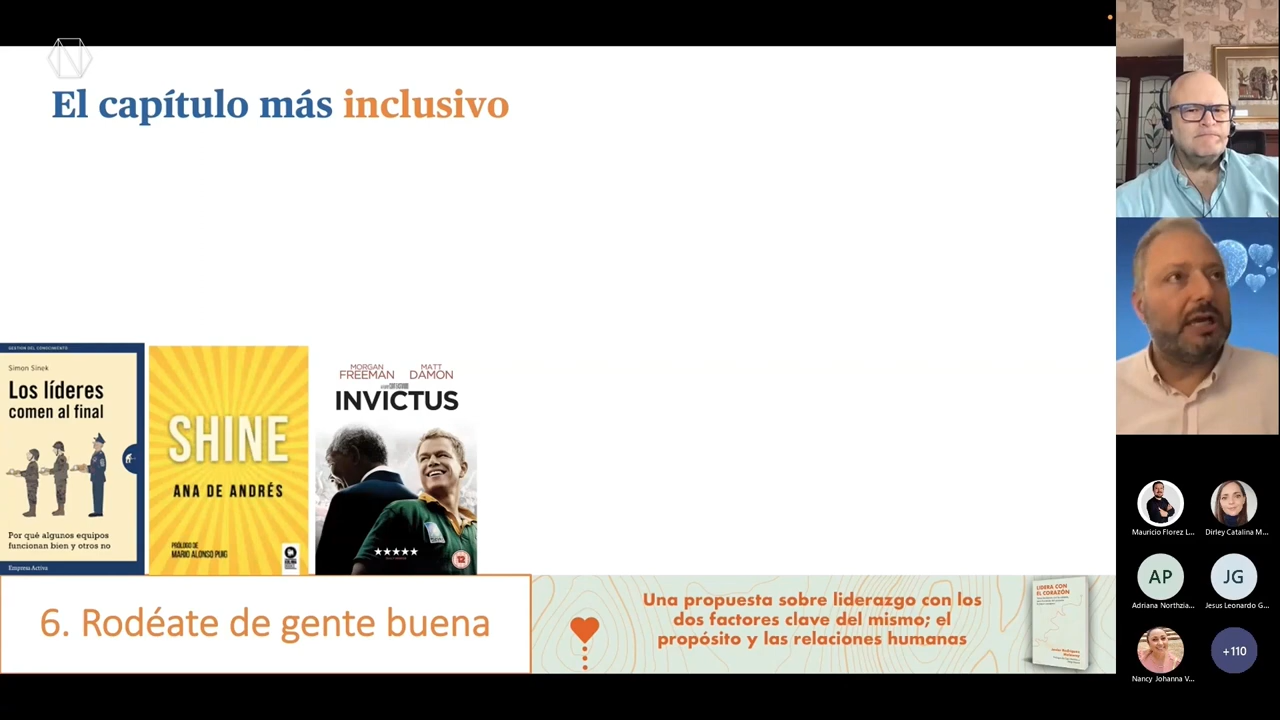 El capítulo más inclusivo
GESTION DEL CONOCIMIENTO
Simon Sinek
Los líderes
comen al final
Por qué algunos equipos
funcionan bien y otros no
Empresa Activa
SHINE
ANA DE ANDRÉS
PRÓLOGO DE
MARIO ALONSO PUIG
MORGAN
FREEMAN
MATT
DAMON
INVICTUS
12
6. Rodéate de gente buena
Una propuesta sobre liderazgo con los
dos factores clave del mismo; el
propósito y las relaciones humanas
LIDERA CON
EL CORAZÓN
Mauricio Florez L...
Dirley Catalina M...
AP
Adriana Northzia...
JG
Jesus Leonardo G...
Nancy Johanna V...
+110